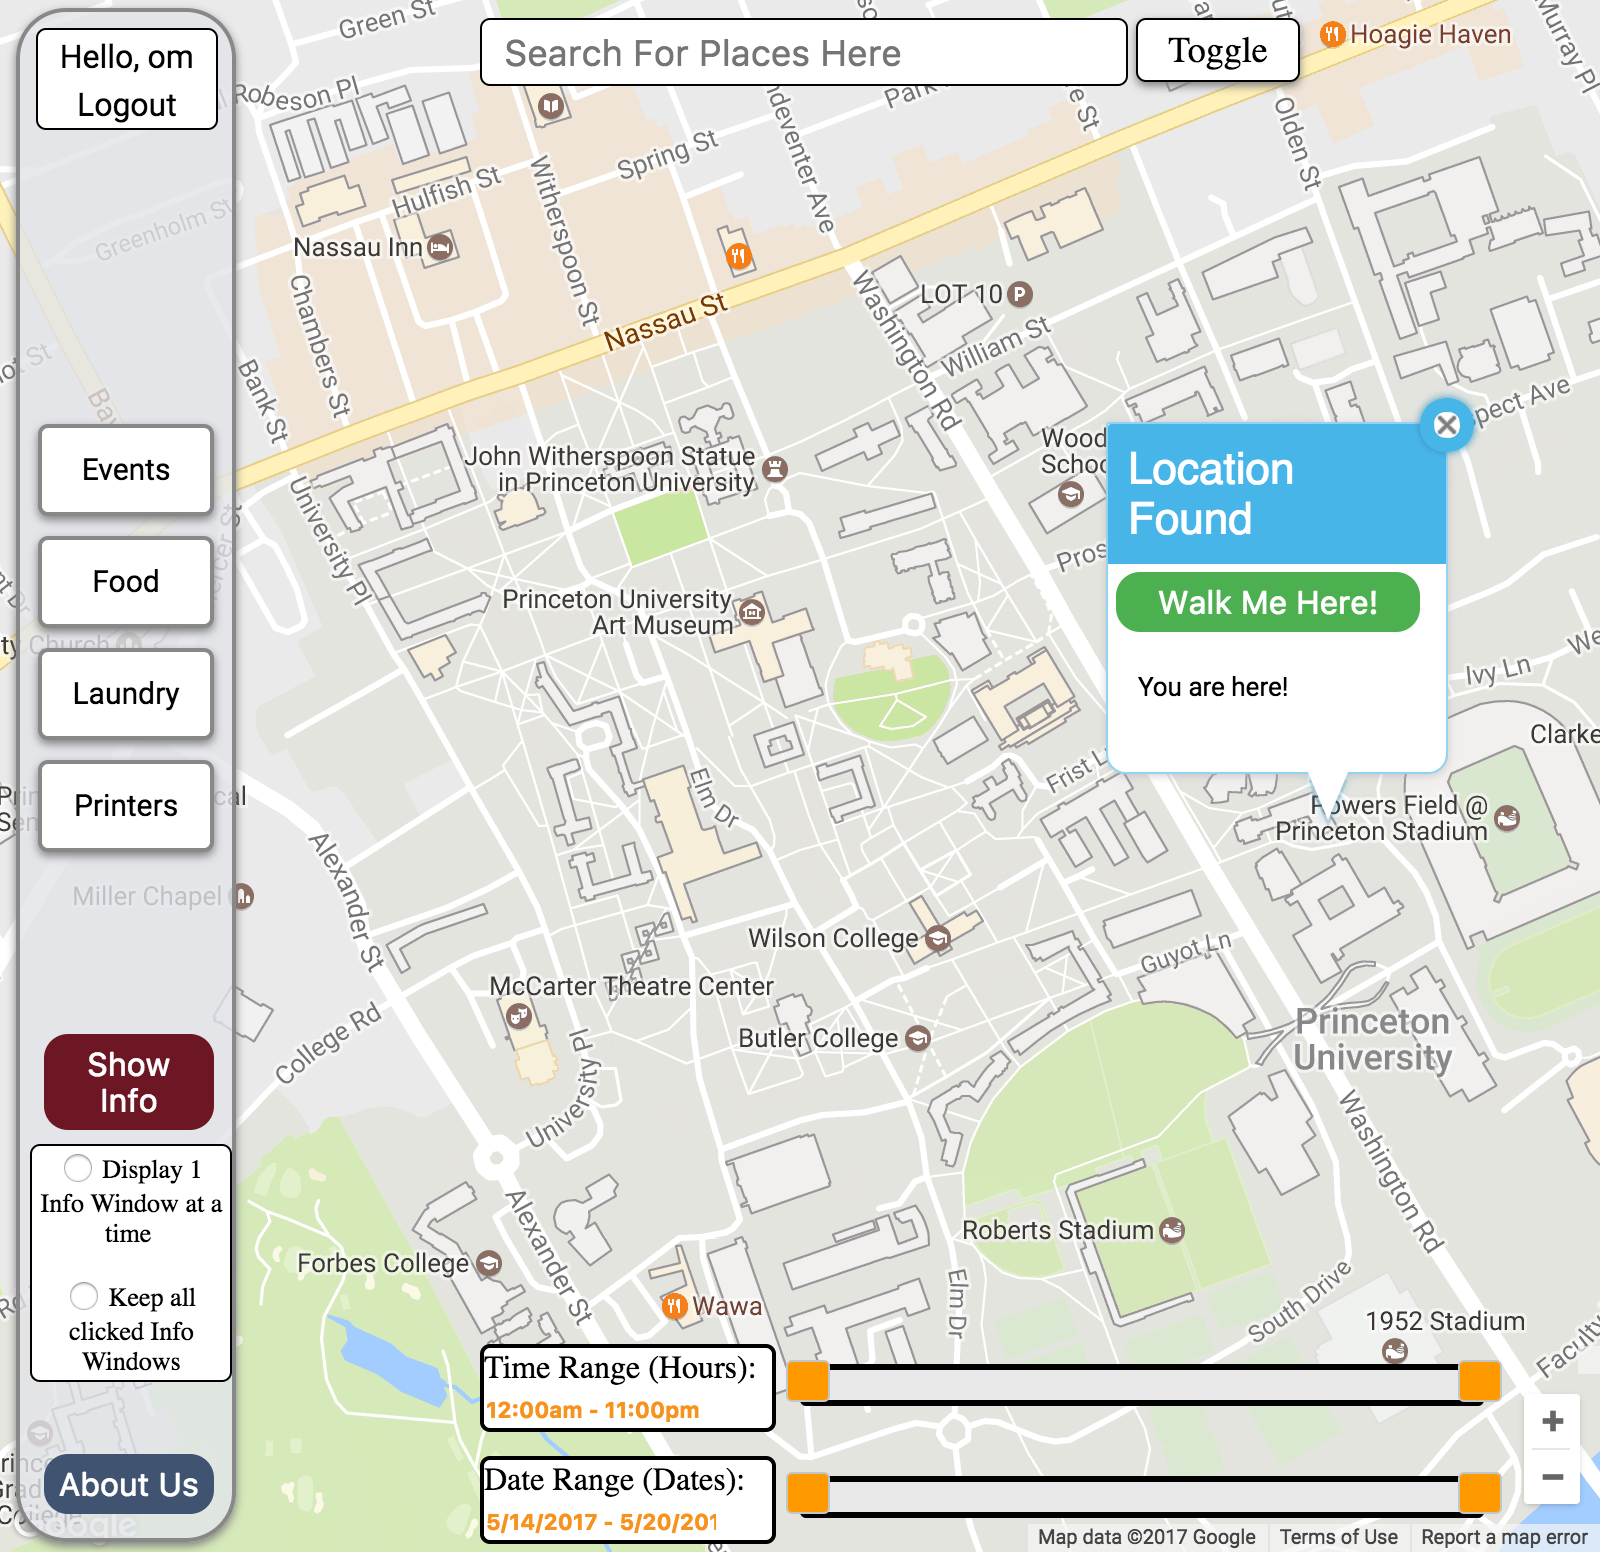 Hello, om
Logout
Search For Places Here
Toggle
Hoagie Haven
Green St
Murray Pl
Robeson Pl
Park
Olden St
Spring St
Hulfish St
Witherspoon St
Greenholm St
Nassau Inn
Chambers St
Nassau St
LOT 10
Washington Rd
William St
Bank St
Events
Food
Laundry
Printers
John Witherspoon Statue
in Princeton University
University Pl
Location
Found
Walk Me Here!
You are here!
Princeton University
Art Museum
Ivy Ln
Clarke
Elm Dr
Powers Field @
Princeton Stadium
Miller Chapel
Alexander St
Wilson College
Guyot Ln
McCarter Theatre Center
College Rd
Butler College
Princeton
University
University Pl
Show
Info
Display 1
Info Window at a
time
Keep all
clicked Info
Windows
Alexander St
Forbes College
Wawa
Roberts Stadium
Elm Dr
South Drive
Washington Rd
1952 Stadium
Faculty
Time Range (Hours):
12:00am - 11:00pm
Date Range (Dates):
5/14/2017 - 5/20/201
About Us
Google
+
−
Map data ©2017 Google
Terms of Use
Report a map error